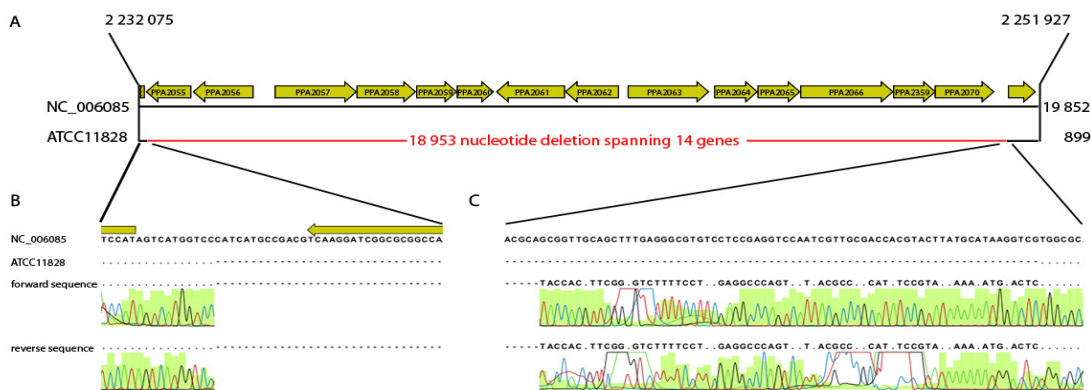 A
2 232 075
2 251 927
PPA2055 PPA2056 PPA2057 PPA2058 PPA2059 PPA2060 PPA2061 PPA2062 PPA2063 PPA2064 PPA2065 PPA2066 PPA2359 PPA2070
NC_006085
19 852
ATCC11828
18 953 nucleotide deletion spanning 14 genes
899
B
NC_006085
TCCATAGTCATGGTCCCATCATGCCGACGTCAAGGATCGGCGCGGCCA
ATCC11828
forward sequence
reverse sequence
C
ACGCAGCGGTTGCAGCTTTGAGGGCGTGTCCTCCGAGGTCCAATCGTTGCGACCACGTACTTATGCATAAGGTCGTGGCGC
TACCAC.TTCGG.GTCTTTTCCT..GAGGCCCAGT..T.ACGCC..CAT.TCCGTA..AAA.ATG.ACTC......
TACCAC.TTCGG.GTCTTTTCCT..GAGGCCCAGT..T.ACGCC..CAT.TCCGTA..AAA.ATG.ACTC......